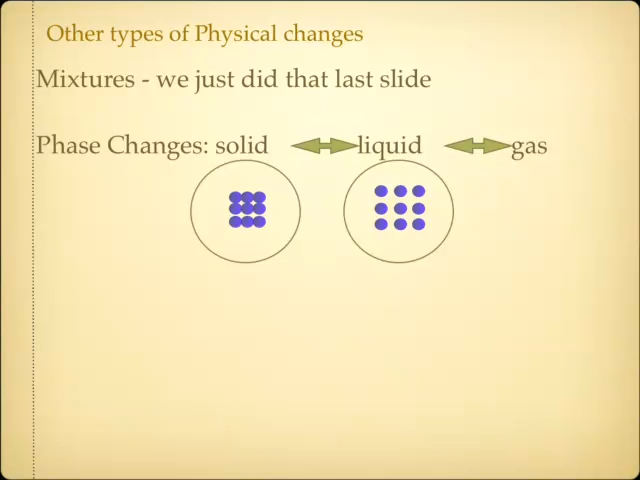 Other types of Physical changes
Mixtures - we just did that last slide
Phase Changes: solid liquid gas